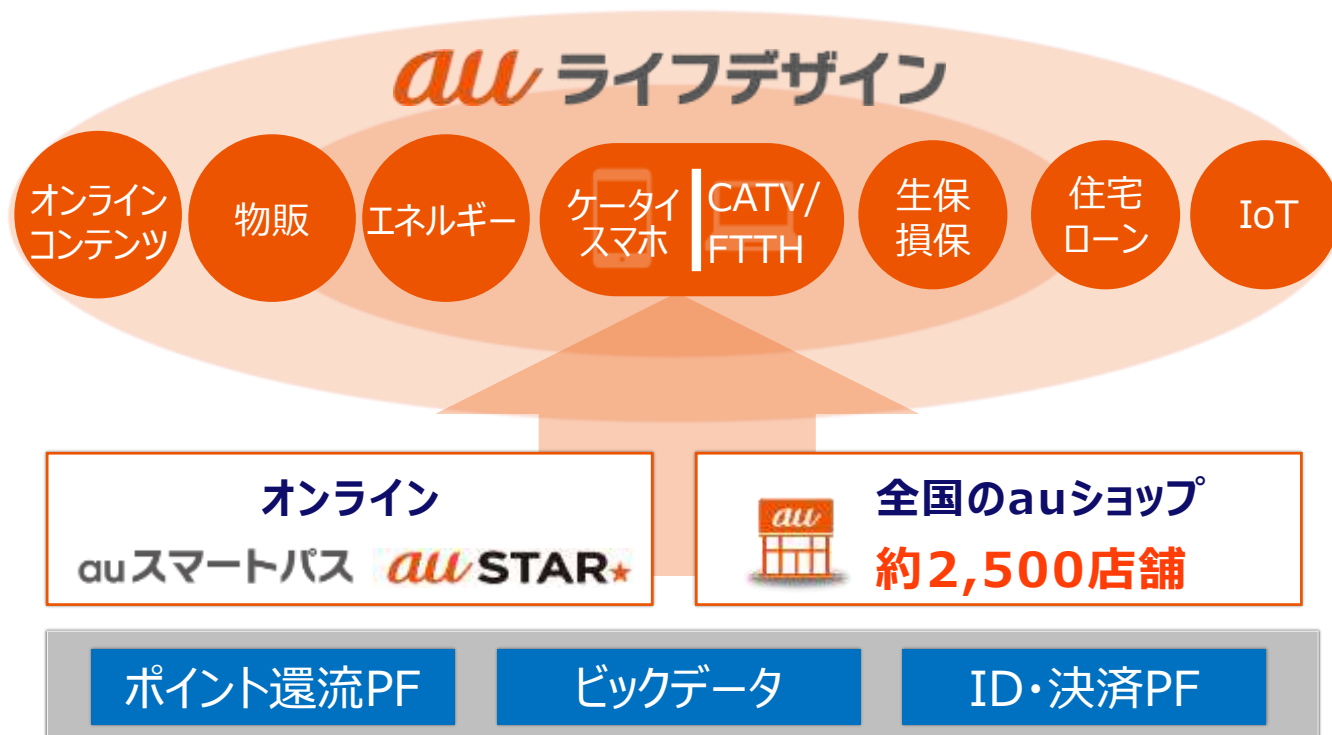 au ライフデザイン
オンライン
コンテンツ
物販
エネルギー
ケータイ
スマホ
CATV/
FTTH
生保
損保
住宅
ローン
IoT
オンライン
auスマートパス au STAR★
au
全国のauショップ
約2,500店舗
ポイント還流PF
ビックデータ
ID・決済PF